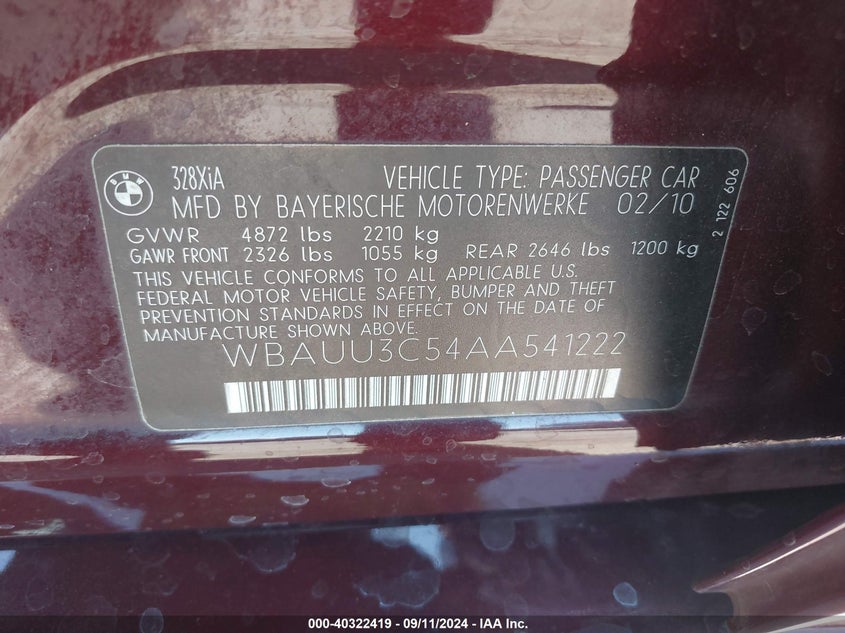 BMW
328XiA VEHICLE TYPE: PASSENGER CAR
MFD BY BAYERISCHE MOTORENWERKE 02/10
GVWR 4872 lbs 2210 kg
GAWR FRONT 2326 lbs 1055 kg REAR 2646 lbs 1200 kg
THIS VEHICLE CONFORMS TO ALL APPLICABLE U.S.
FEDERAL MOTOR VEHICLE SAFETY, BUMPER AND THEFT
PREVENTION STANDARDS IN EFFECT ON THE DATE OF
MANUFACTURE SHOWN ABOVE.
WBAUU3C54AA541222
2 122 606
000-40322419 - 09/11/2024 - IAA Inc.